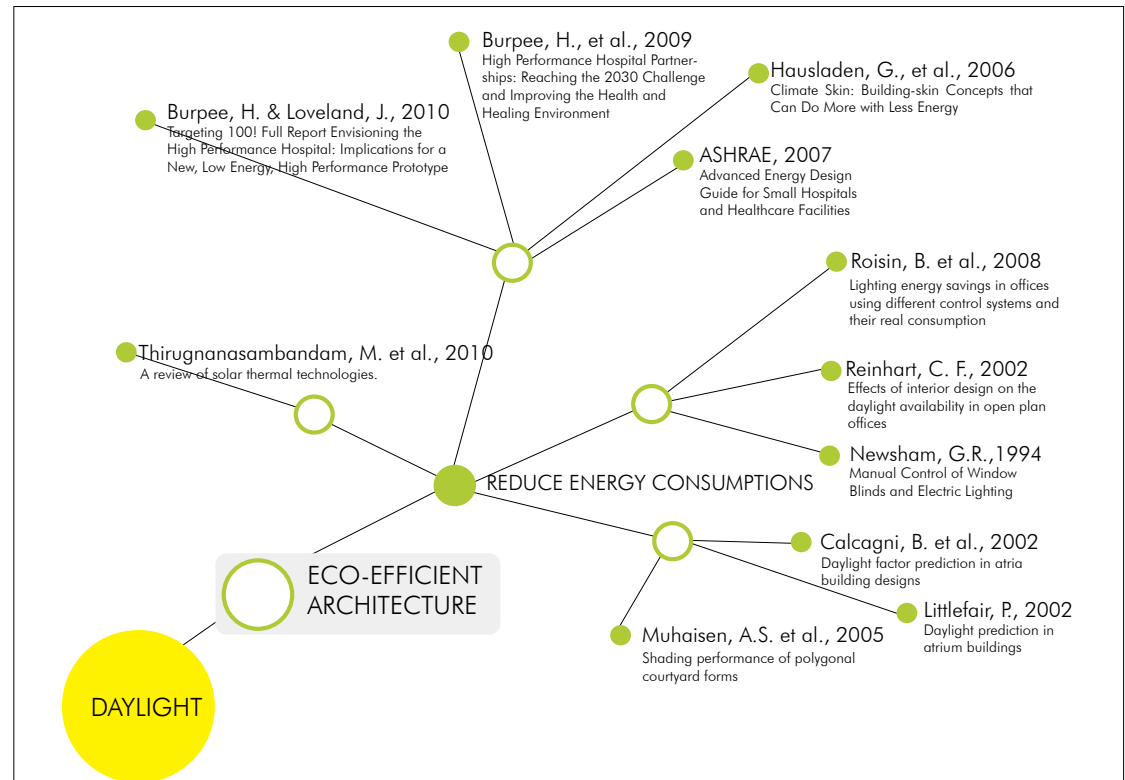 Burpee, H., et al., 2009
High Performance Hospital Partner-
ships: Reaching the 2030 Challenge
and Improving the Health and
Healing Environment
Hausladen, G., et al., 2006
Climate Skin: Building-skin Concepts that
Can Do More with Less Energy
Burpee, H. & Loveland, J., 2010
Targeting 100! Full Report Envisioning the
High Performance Hospital: Implications for a
New, Low Energy, High Performance Prototype
ASHRAE, 2007
Advanced Energy Design
Guide for Small Hospitals
and Healthcare Facilities
Roisin, B. et al., 2008
Lighting energy savings in offices
using different control systems and
their real consumption
Thirugnanasambandam, M. et al., 2010
A review of solar thermal technologies.
Reinhart, C. F., 2002
Effects of interior design on the
daylight availability in open plan
offices
Newsham, G.R.,1994
Manual Control of Window
Blinds and Electric Lighting
REDUCE ENERGY CONSUMPTIONS
Calcagni, B. et al., 2002
Daylight factor prediction in atria
building designs
ECO-EFFICIENT
ARCHITECTURE
Littlefair, P., 2002
Daylight prediction in
atrium buildings
Muhaisen, A.S. et al., 2005
Shading performance of polygonal
courtyard forms
DAYLIGHT